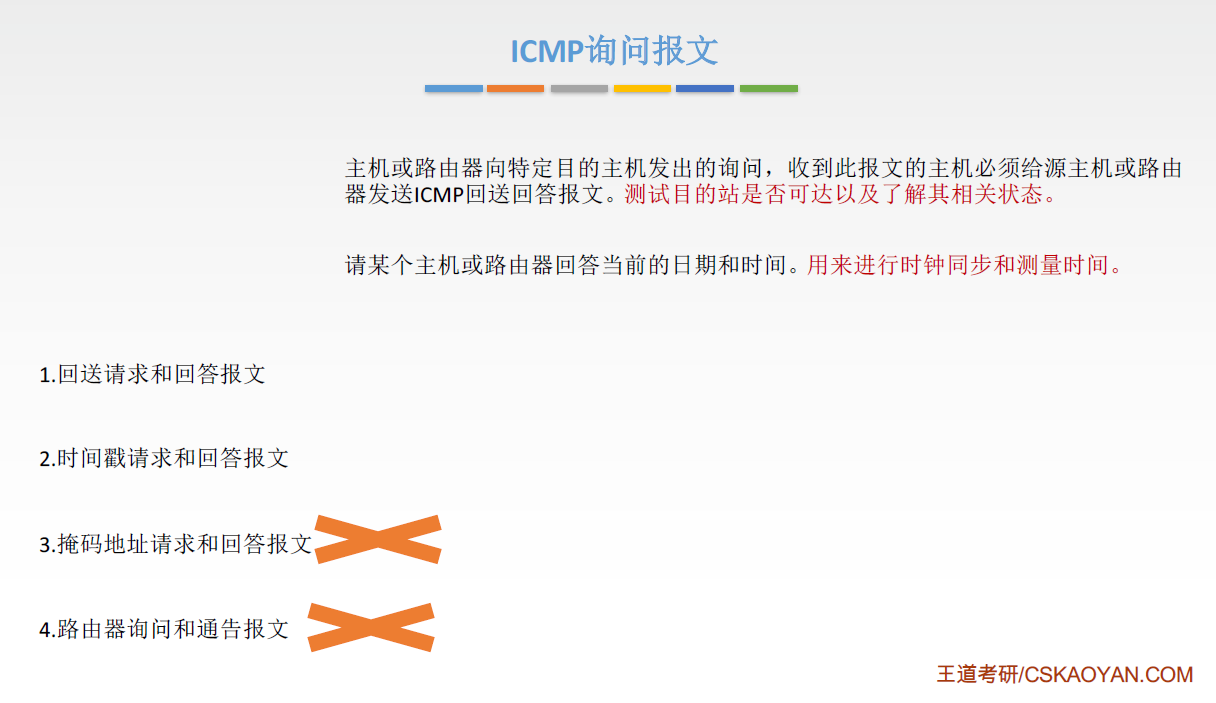 ICMP询问报文
主机或路由器向特定目的主机发出的询问，收到此报文的主机必须给源主机或路由
器发送ICMP回送回答报文。测试目的站是否可达以及了解其相关状态。
请某个主机或路由器回答当前的日期和时间。用来进行时钟同步和测量时间。
1.回送请求和回答报文
2.时间戳请求和回答报文
3.掩码地址请求和回答报文
4.路由器询问和通告报文
王道考研/CSKAOYAN.COM